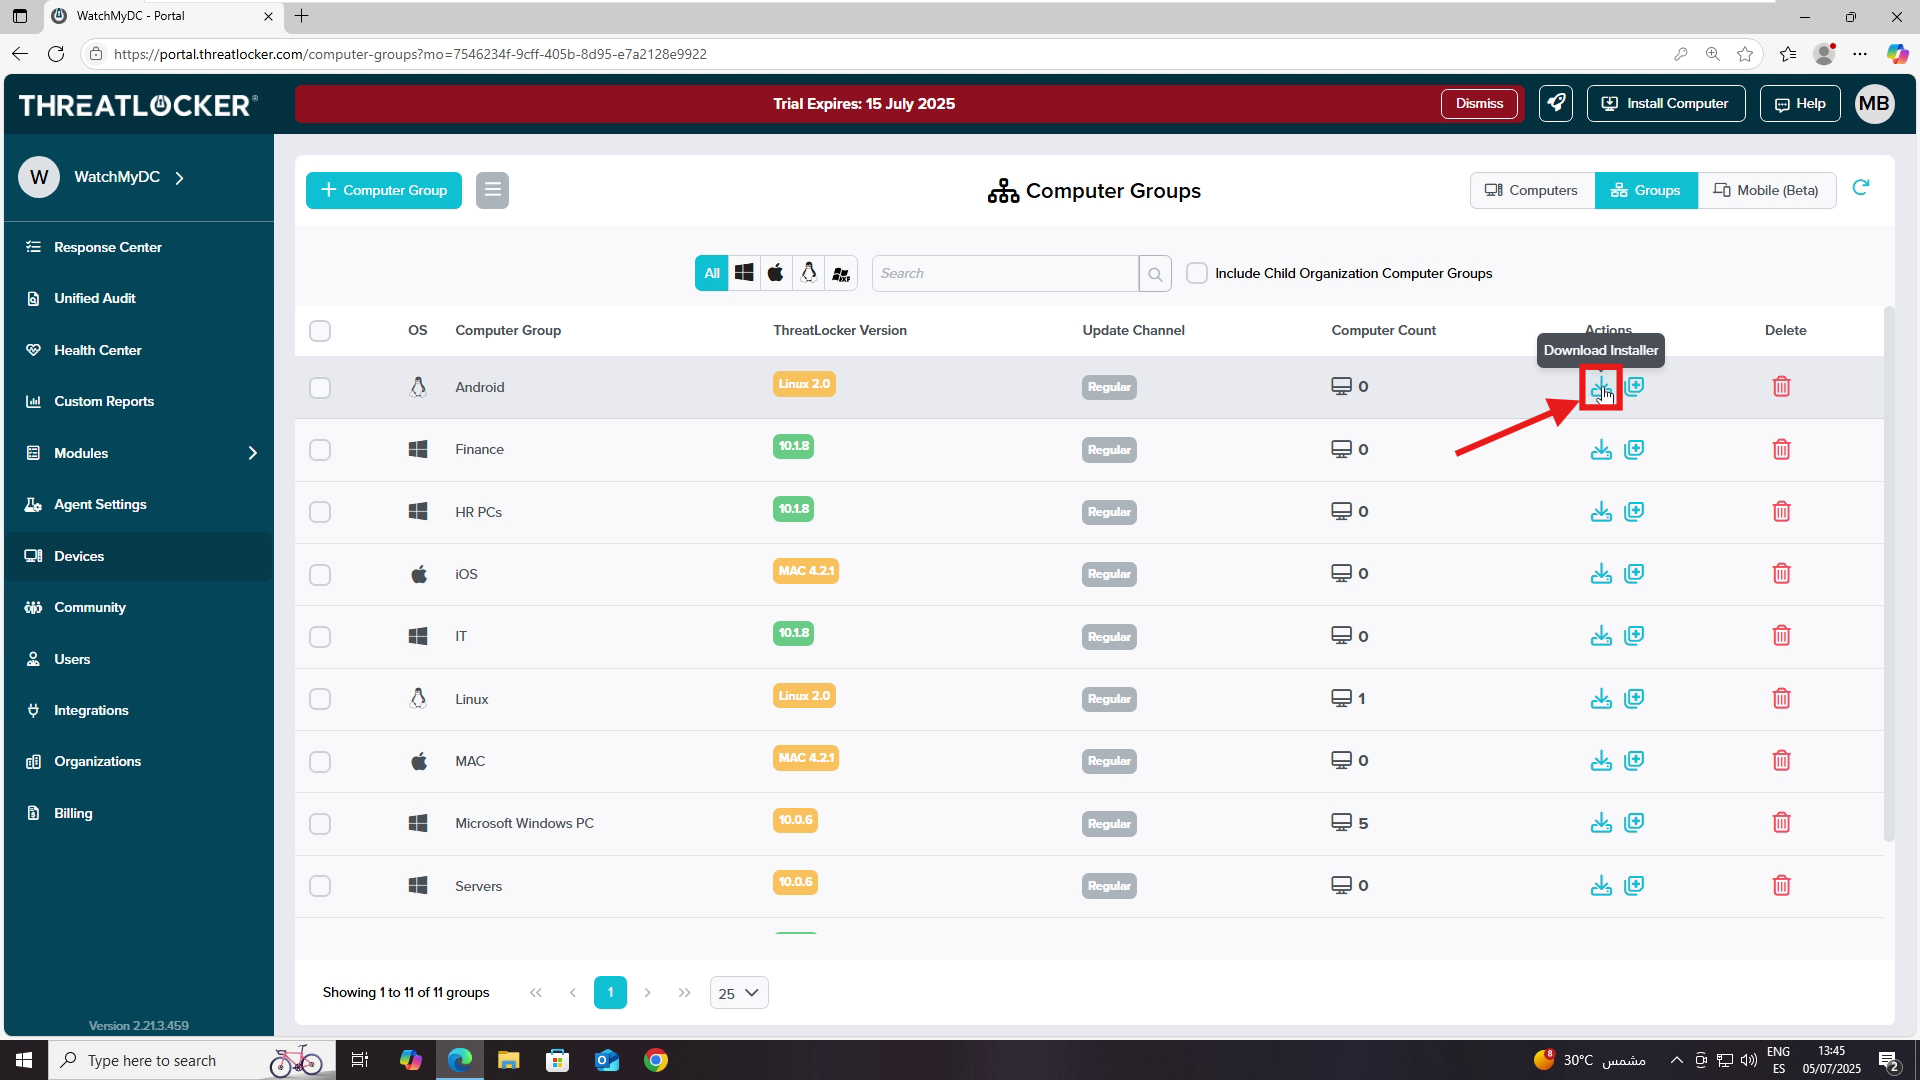 WatchMyDC - Portal
https://portal.threatlocker.com/computer-groups?mo=7546234f-9cff-405b-8d95-e7a2128e9922
THREATLOCKER®
Trial Expires: 15 July 2025
Dismiss
Install Computer
Help
MB
W
WatchMyDC
Computer Group
Computer Groups
Computers
Groups
Mobile (Beta)
Response Center
Unified Audit
Health Center
Custom Reports
Modules
Agent Settings
Devices
Community
Users
Integrations
Organizations
Billing
Version 2.21.3.459
All
XP
Search
Include Child Organization Computer Groups
OS Computer Group ThreatLocker Version Update Channel Computer Count Actions Delete
Download Installer
Android Linux 2.0 Regular 0
Finance 10.1.8 Regular 0
HR PCs 10.1.8 Regular 0
iOS MAC 4.2.1 Regular 0
IT 10.1.8 Regular 0
Linux Linux 2.0 Regular 1
MAC MAC 4.2.1 Regular 0
Microsoft Windows PC 10.0.6 Regular 5
Servers 10.0.6 Regular 0
Showing 1 to 11 of 11 groups
1
25
Type here to search
8
30°C مشمس
ENG
ES
13:45
05/07/2025
2